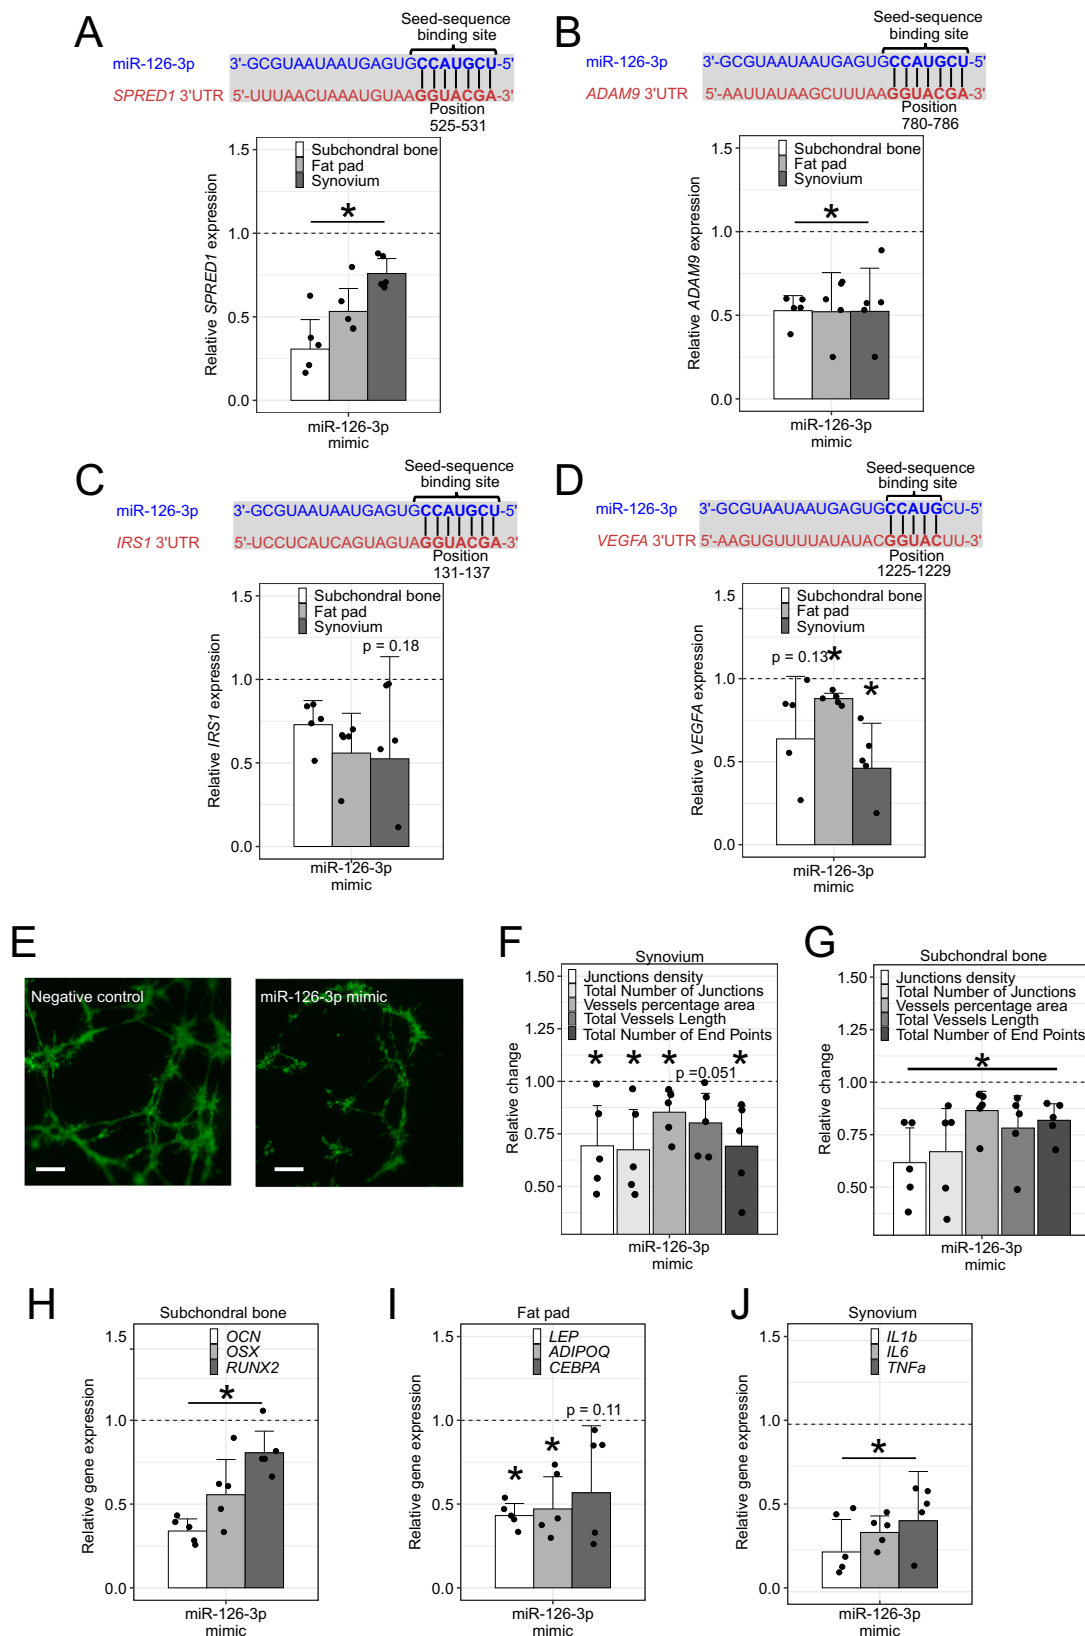 A
Seed-sequence
binding site
miR-126-3p 3'-GCGUAAUAAUGAGUGCCAUGCU-5'
SPRED1 3'UTR 5'-UUUAACUAAAUGUAAGGUACGA-3'
Position
525-531
Subchondral bone
Fat pad
Synovium
*
Relative SPRED1 expression
1.5
1.0
0.5
0.0
miR-126-3p
mimic
B
Seed-sequence
binding site
miR-126-3p 3'-GCGUAAUAAUGAGUGCCAUGCU-5'
ADAM9 3'UTR 5'-AAUUAUAAGCUUUAAGGUACGA-3'
Position
780-786
Subchondral bone
Fat pad
Synovium
*
Relative ADAM9 expression
1.5
1.0
0.5
0.0
miR-126-3p
mimic
C
Seed-sequence
binding site
miR-126-3p 3'-GCGUAAUAAUGAGUGCCAUGCU-5'
IRS1 3'UTR 5'-UCCUCAUCAGUAGUAGGUACGA-3'
Position
131-137
Subchondral bone
Fat pad
Synovium
p = 0.18
Relative IRS1 expression
1.5
1.0
0.5
0.0
miR-126-3p
mimic
D
Seed-sequence
binding site
miR-126-3p 3'-GCGUAAUAAUGAGUGCCAUGCU-5'
VEGFA 3'UTR 5'-AAGUGUUUUAUAUACGGUACUU-3'
Position
1225-1229
Subchondral bone
Fat pad
Synovium
p = 0.13 *
*
Relative VEGFA expression
1.5
1.0
0.5
0.0
miR-126-3p
mimic
E
Negative control
miR-126-3p mimic
F
Synovium
Junctions density
Total Number of Junctions
Vessels percentage area
Total Vessels Length
Total Number of End Points
* * * *
p =0.051
Relative change
1.50
1.25
1.00
0.75
0.50
miR-126-3p
mimic
G
Subchondral bone
Junctions density
Total Number of Junctions
Vessels percentage area
Total Vessels Length
Total Number of End Points
*
Relative change
1.50
1.25
1.00
0.75
0.50
miR-126-3p
mimic
H
Subchondral bone
OCN
OSX
RUNX2
*
Relative gene expression
1.5
1.0
0.5
0.0
miR-126-3p
mimic
I
Fat pad
LEP
ADIPOQ
CEBPA
p = 0.11
* *
Relative gene expression
1.5
1.0
0.5
0.0
miR-126-3p
mimic
J
Synovium
IL1b
IL6
TNFa
*
Relative gene expression
1.5
1.0
0.5
0.0
miR-126-3p
mimic